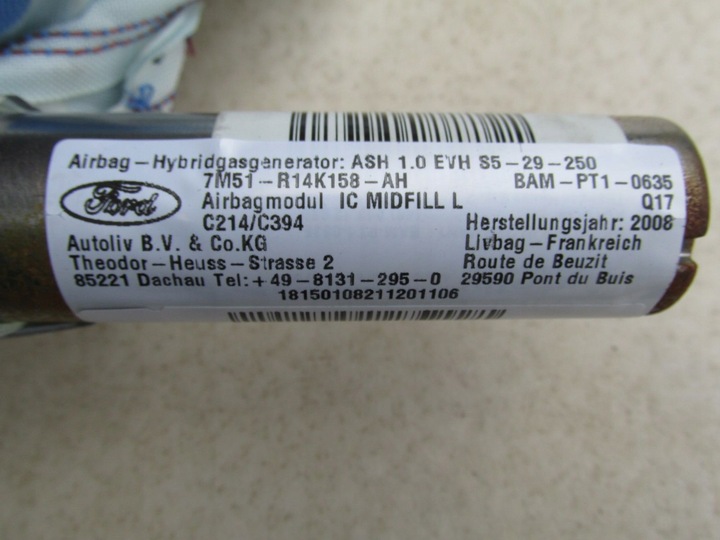 Airbag-Hybridgasgenerator: ASH 1.0 EVH S5-29-250
7M51-R14K158-AH BAM-PT1-0635
Ford Airbagmodul IC MIDFILL L Q17
C214/C394 Herstellungsjahr: 2008
Autoliv B.V. & Co.KG Livbag-Frankreich
Theodor-Heuss-Strasse 2 Route de Beuzit
85221 Dachau Tel:+49-8131-295-0 29590 Pont du Buis
18150108211201106